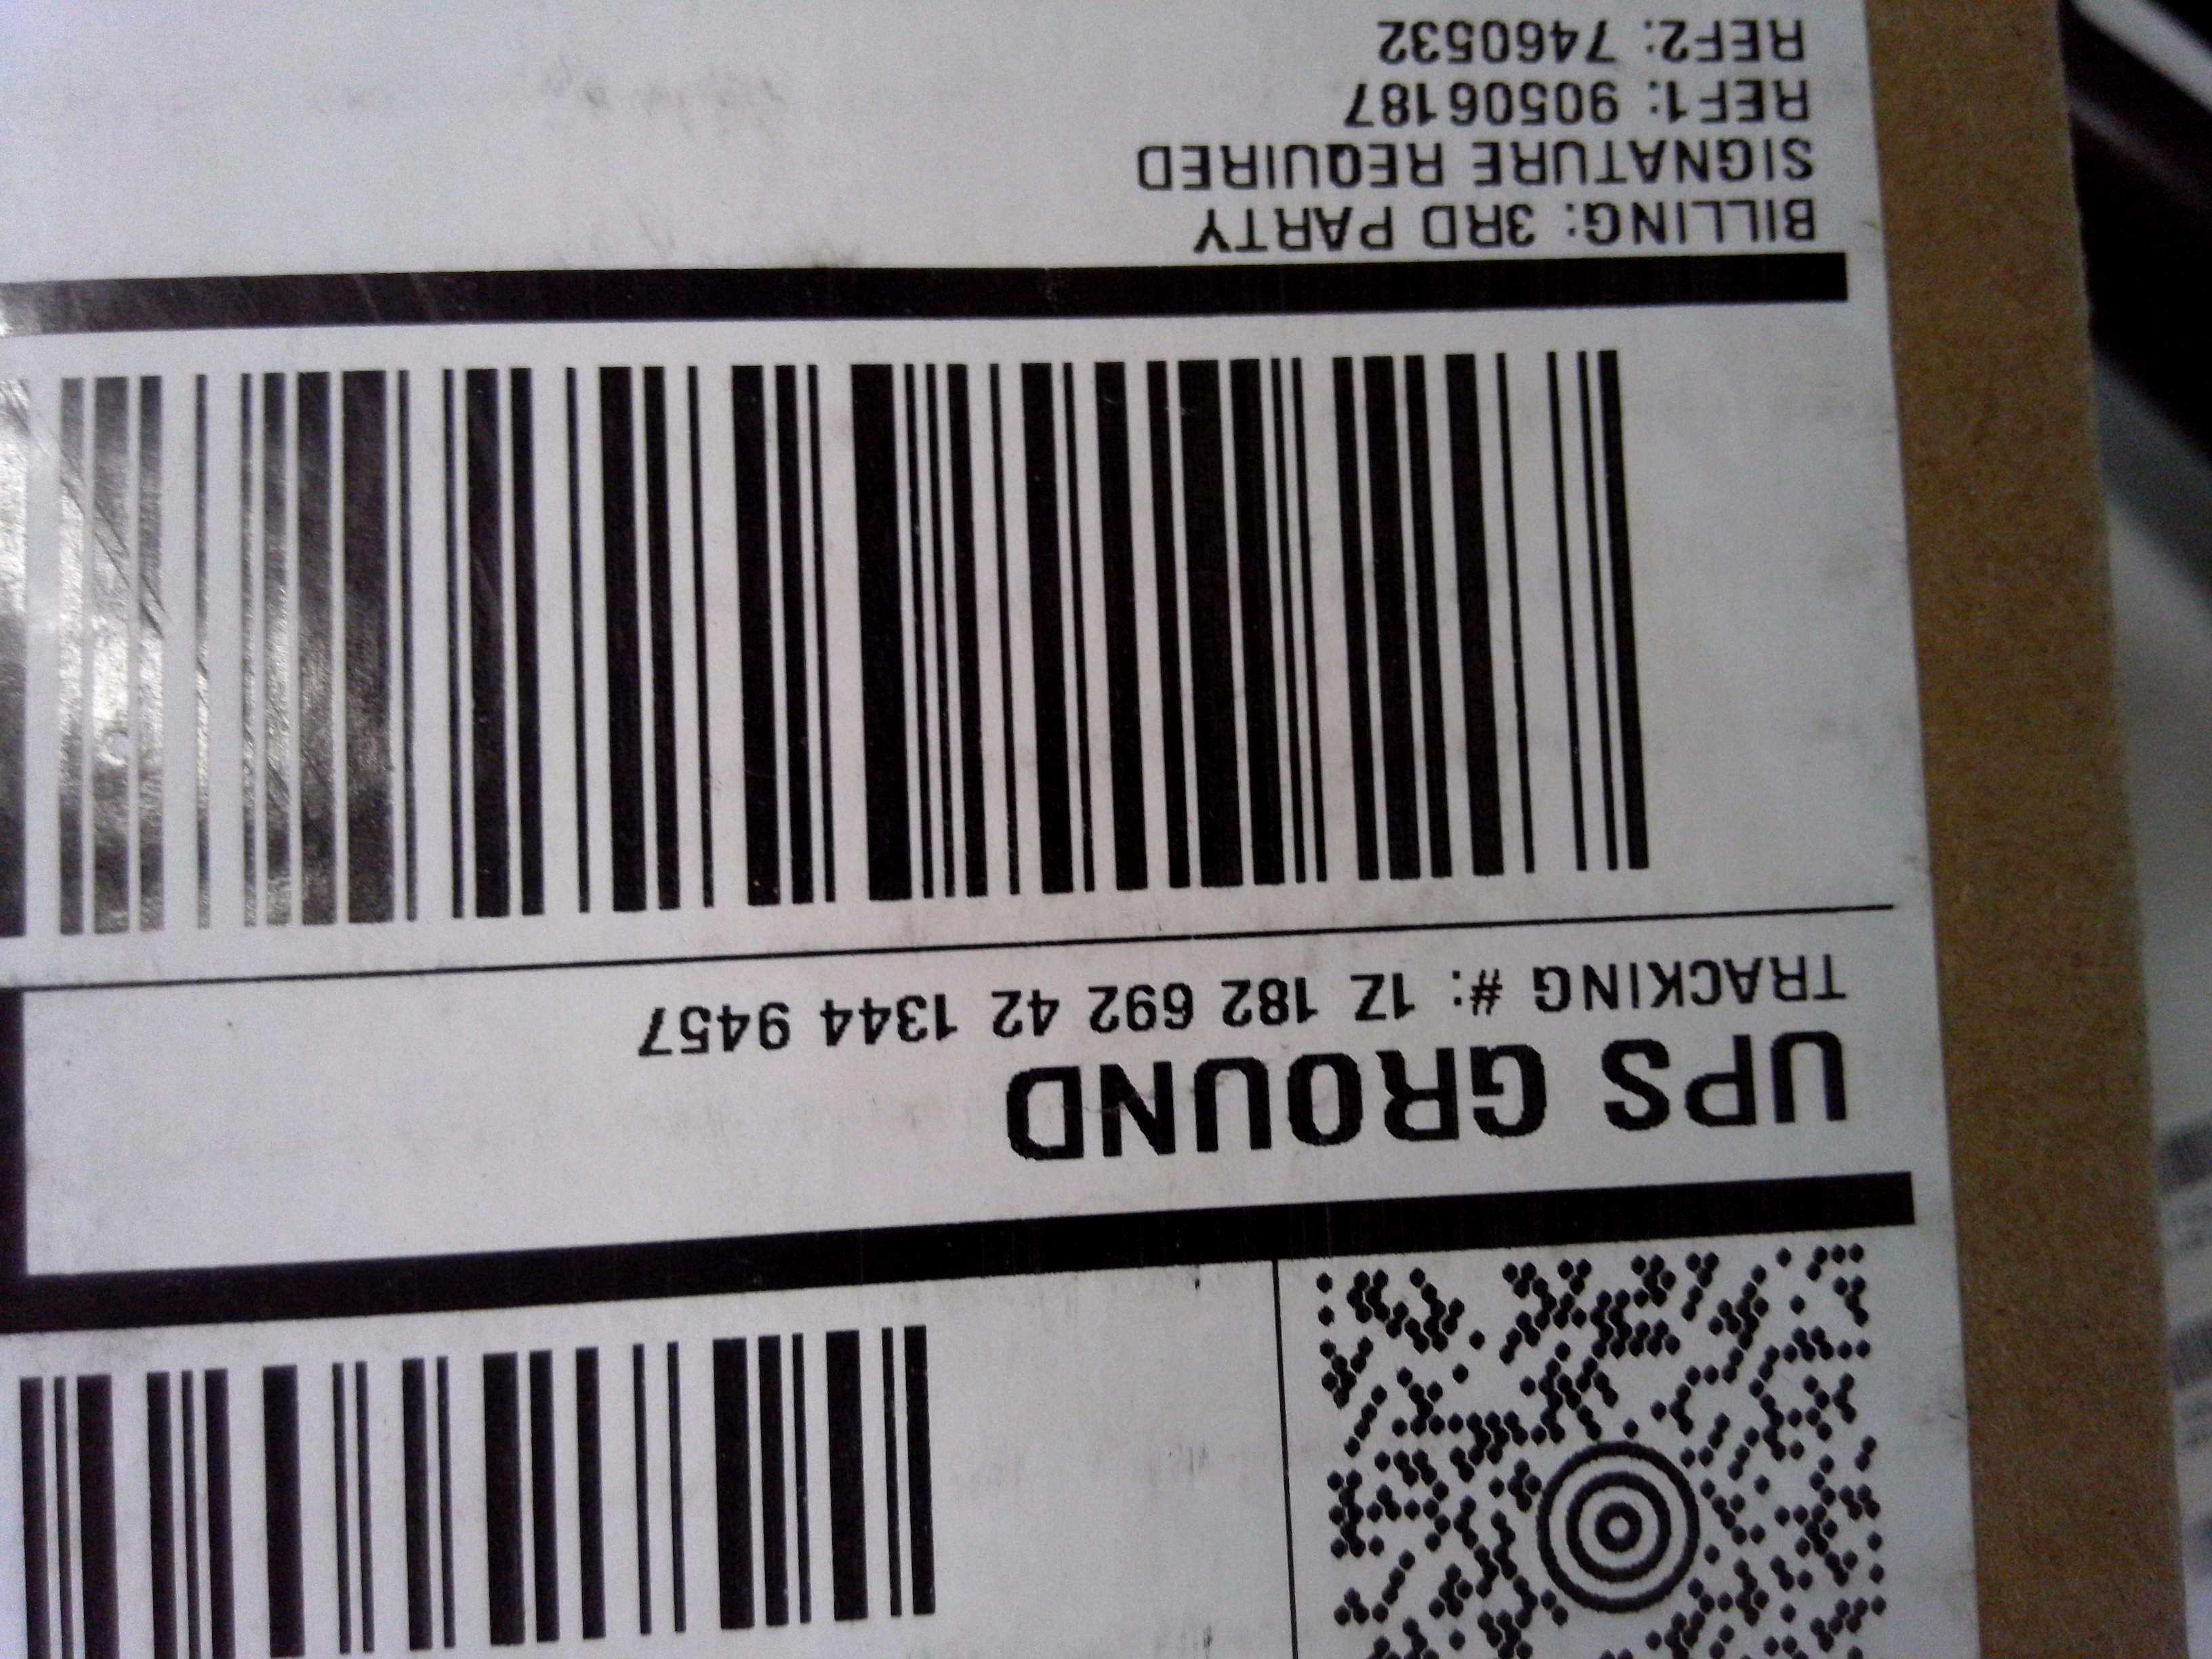 UPS GROUND
TRACKING #: 1Z 182 692 42 1344 9457
BILLING: 3RD PARTY
SIGNATURE REQUIRED
REF1: 90506187
REF2: 7460532